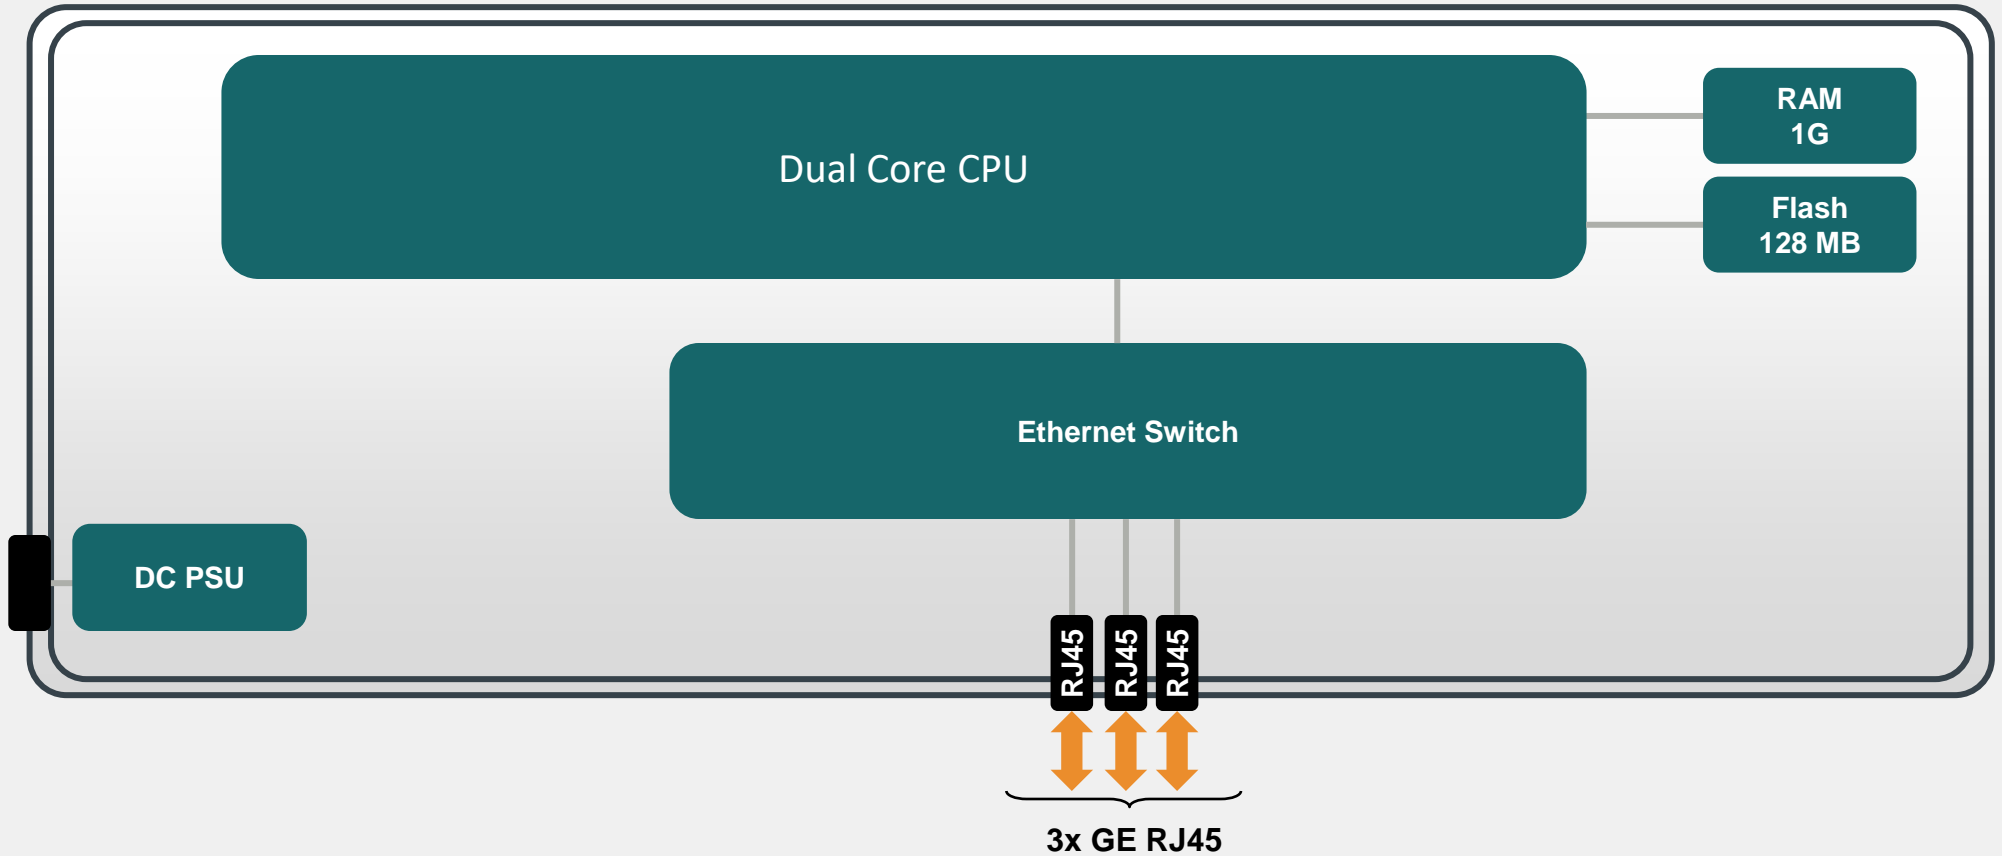 Dual Core CPU
RAM
1G
Flash
128 MB
Ethernet Switch
DC PSU
RJ45
RJ45
RJ45
3x GE RJ45